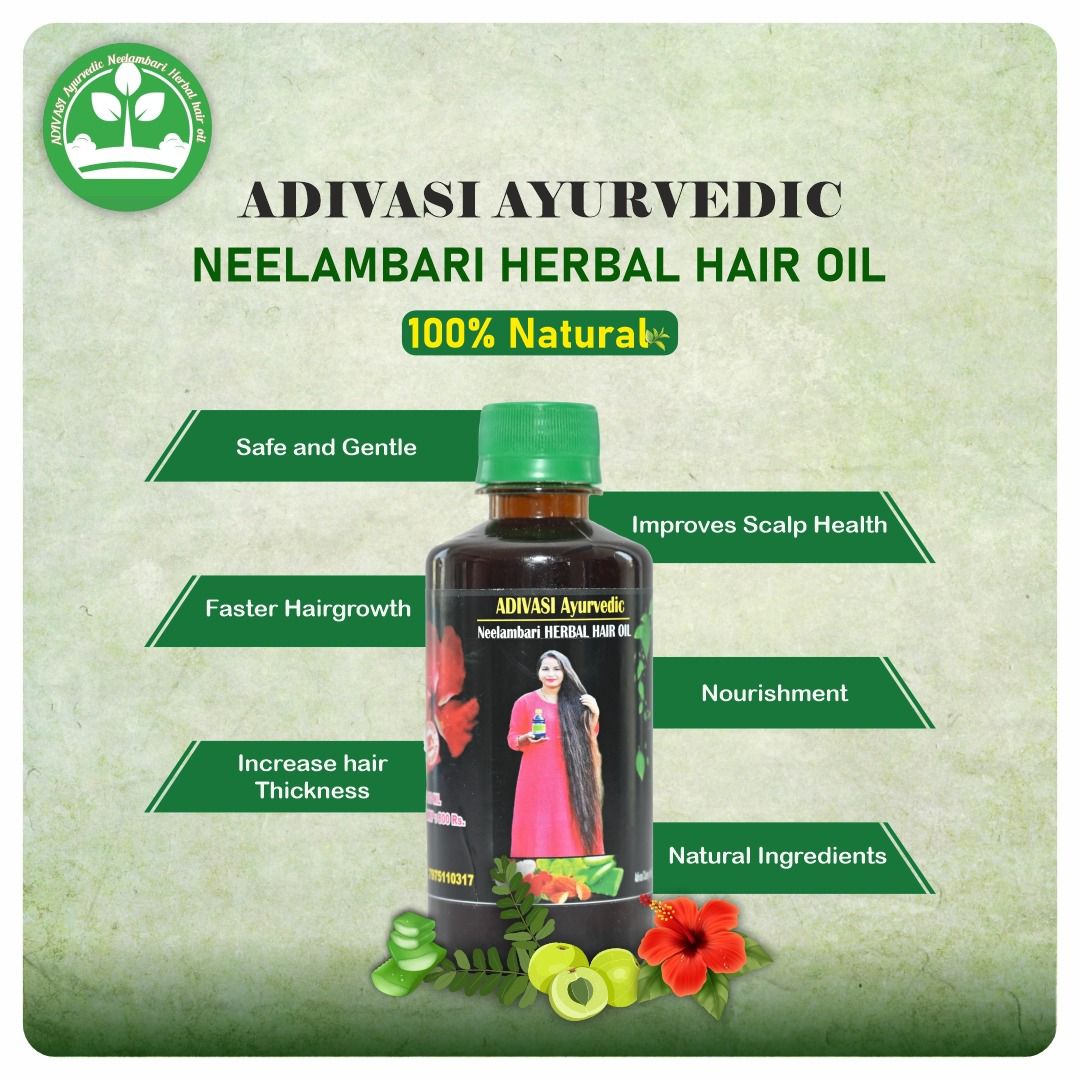 ADIVASI Ayurvedic Neelambari Herbal hair oil
ADIVASI AYURVEDIC
NEELAMBARI HERBAL HAIR OIL
100% Natural
Safe and Gentle
Improves Scalp Health
Faster Hairgrowth
ADIVASI Ayurvedic
Neelambari HERBAL HAIR OIL
Nourishment
Increase hair
Thickness
Rs.
Natural Ingredients